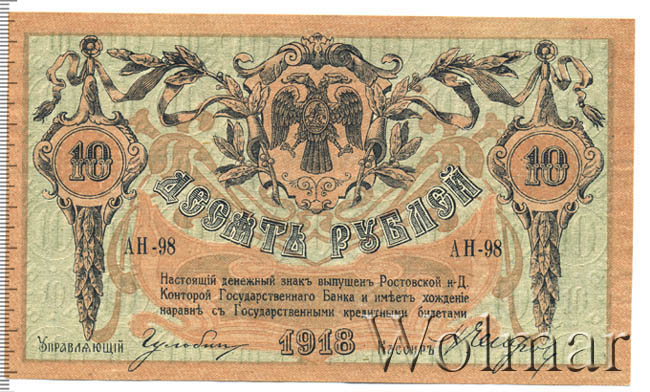 10
10
ДЕСЯТЬ РУБЛЕЙ
АН-98
АН-98
Настоящій денежный знакъ выпущенъ Ростовской н-Д.
Конторой Государственнаго Банка и имѣетъ хожденіе
наравнѣ съ Государственными кредитными билетами
Управляющій
1918
Кассиръ
Wolmar